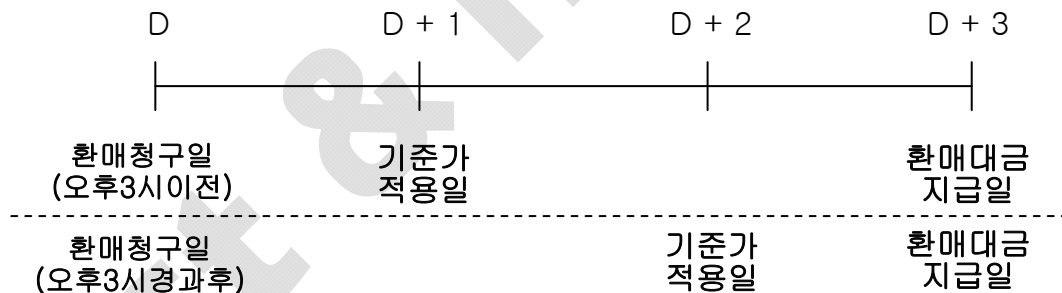 D D + 1 D + 2 D + 3
환매청구일 기준가 환매대금
(오후3시이전) 적용일 지급일
환매청구일 기준가 환매대금
(오후3시경과후) 적용일 지급일